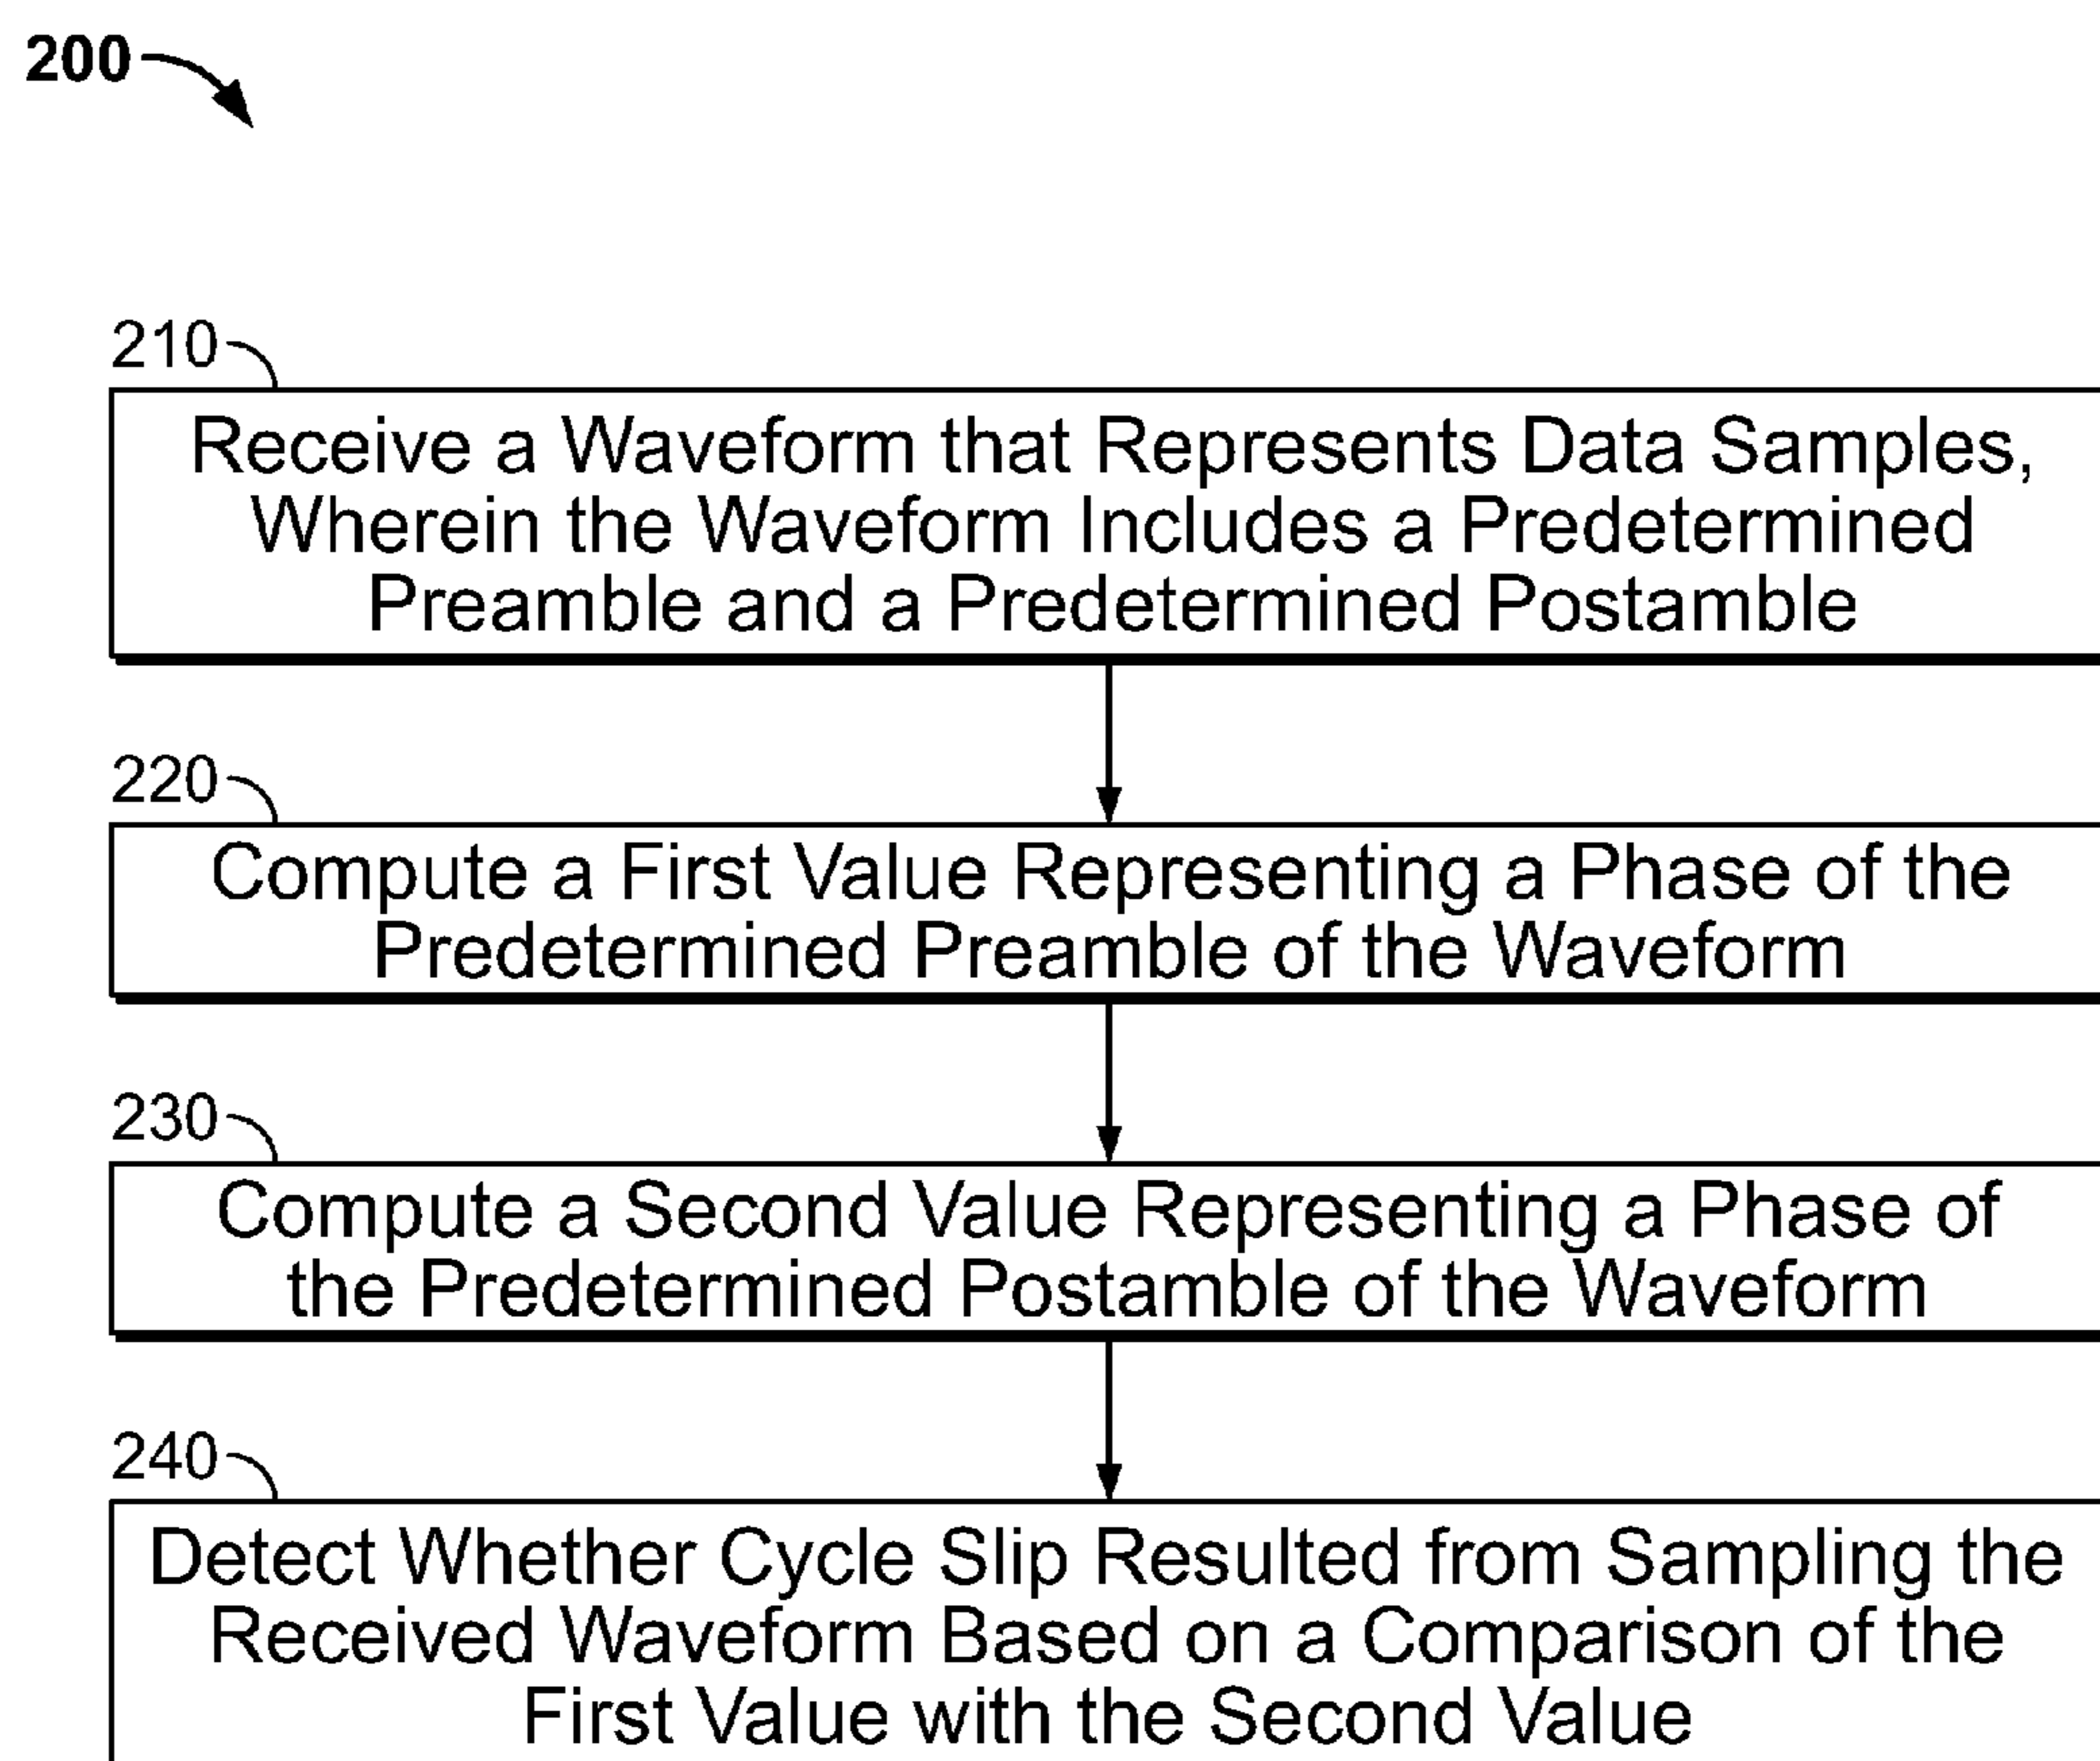 200
210
Receive a Waveform that Represents Data Samples,
Wherein the Waveform Includes a Predetermined
Preamble and a Predetermined Postamble
220
Compute a First Value Representing a Phase of the
Predetermined Preamble of the Waveform
230
Compute a Second Value Representing a Phase of
the Predetermined Postamble of the Waveform
240
Detect Whether Cycle Slip Resulted from Sampling the
Received Waveform Based on a Comparison of the
First Value with the Second Value